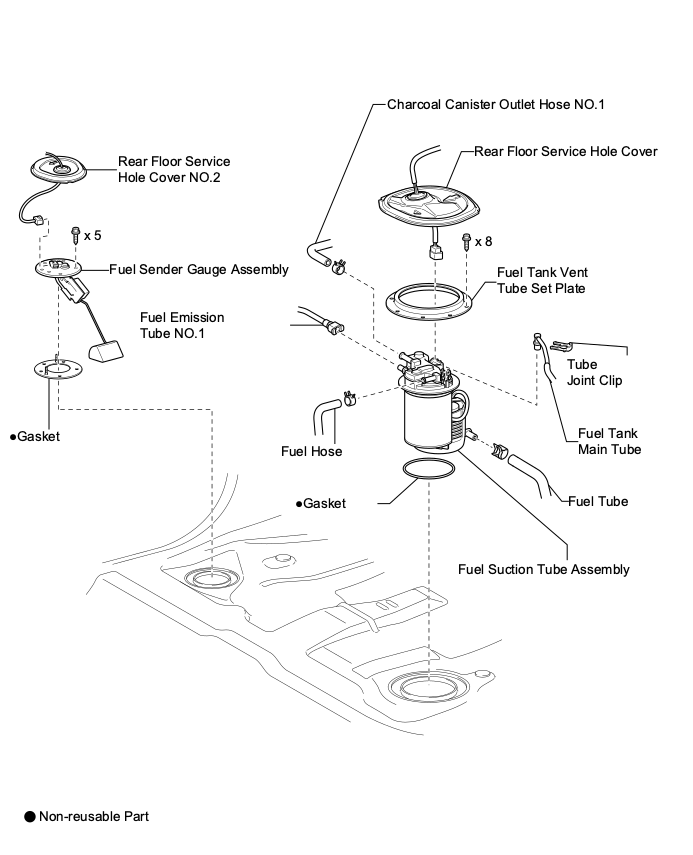 Charcoal Canister Outlet Hose NO.1
Rear Floor Service
Hole Cover NO.2
Rear Floor Service Hole Cover
x 5
x 8
Fuel Sender Gauge Assembly
Fuel Tank Vent
Tube Set Plate
Fuel Emission
Tube NO.1
Tube
Joint Clip
●Gasket
Fuel Hose
Fuel Tank
Main Tube
●Gasket
Fuel Tube
Fuel Suction Tube Assembly
● Non-reusable Part